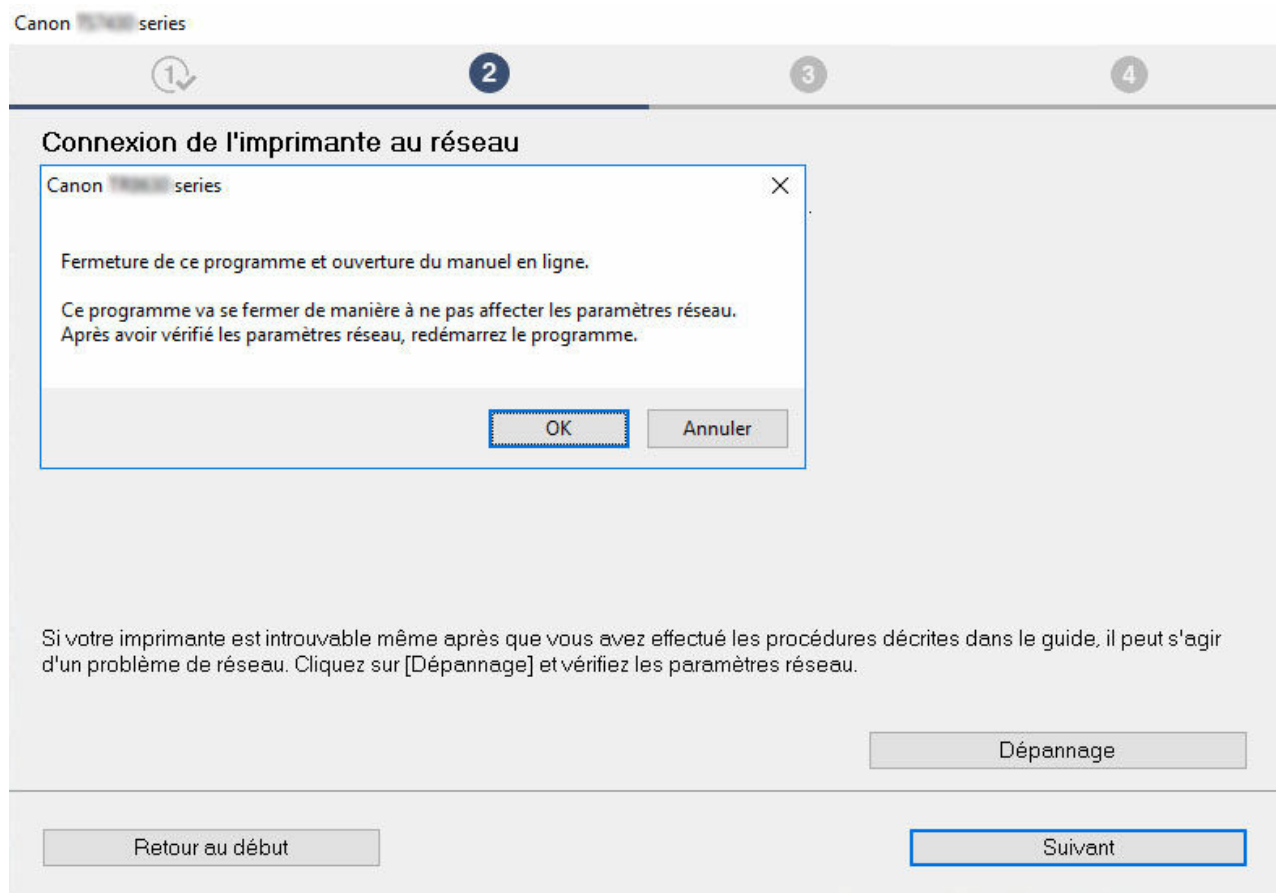 Canon series
1
2
3
4
Connexion de l'imprimante au réseau
Canon series
Fermeture de ce programme et ouverture du manuel en ligne.
Ce programme va se fermer de manière à ne pas affecter les paramètres réseau.
Après avoir vérifié les paramètres réseau, redémarrez le programme.
OK
Annuler
Si votre imprimante est introuvable même après que vous avez effectué les procédures décrites dans le guide, il peut s'agir
d'un problème de réseau. Cliquez sur [Dépannage] et vérifiez les paramètres réseau.
Dépannage
Retour au début
Suivant